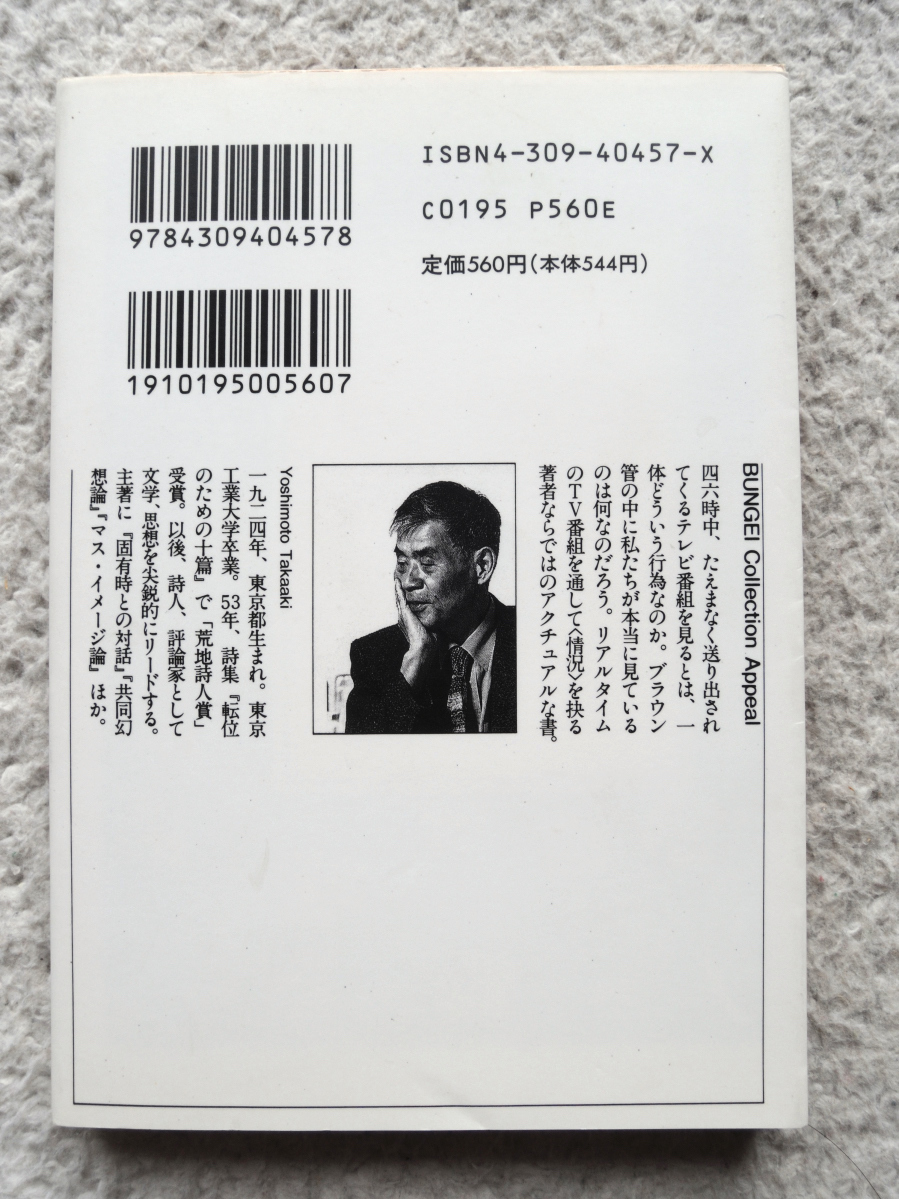 9784309404578
1910195005607
ISBN4-309-40457-X
C0195 P560E
定価560円(本体544円)
BUNGEI Collection Appeal
四六時中、たえまなく送り出され
てくるテレビ番組を見るとは、一
体どういう行為なのか。ブラウン
管の中に私たちが本当に見ている
のは何なのだろう。リアルタイム
のTV番組を通して〈情況〉を抉る
著者ならではのアクチュアルな書。
Yoshimoto Takaaki
一九二四年、東京都生まれ。東京
工業大学卒業。53年、詩集『転位
のための十篇』で「荒地詩人賞」
受賞。以後、詩人、評論家として
文学、思想を尖鋭的にリードする。
主著に『固有時との対話』『共同幻
想論』『マス・イメージ論』ほか。